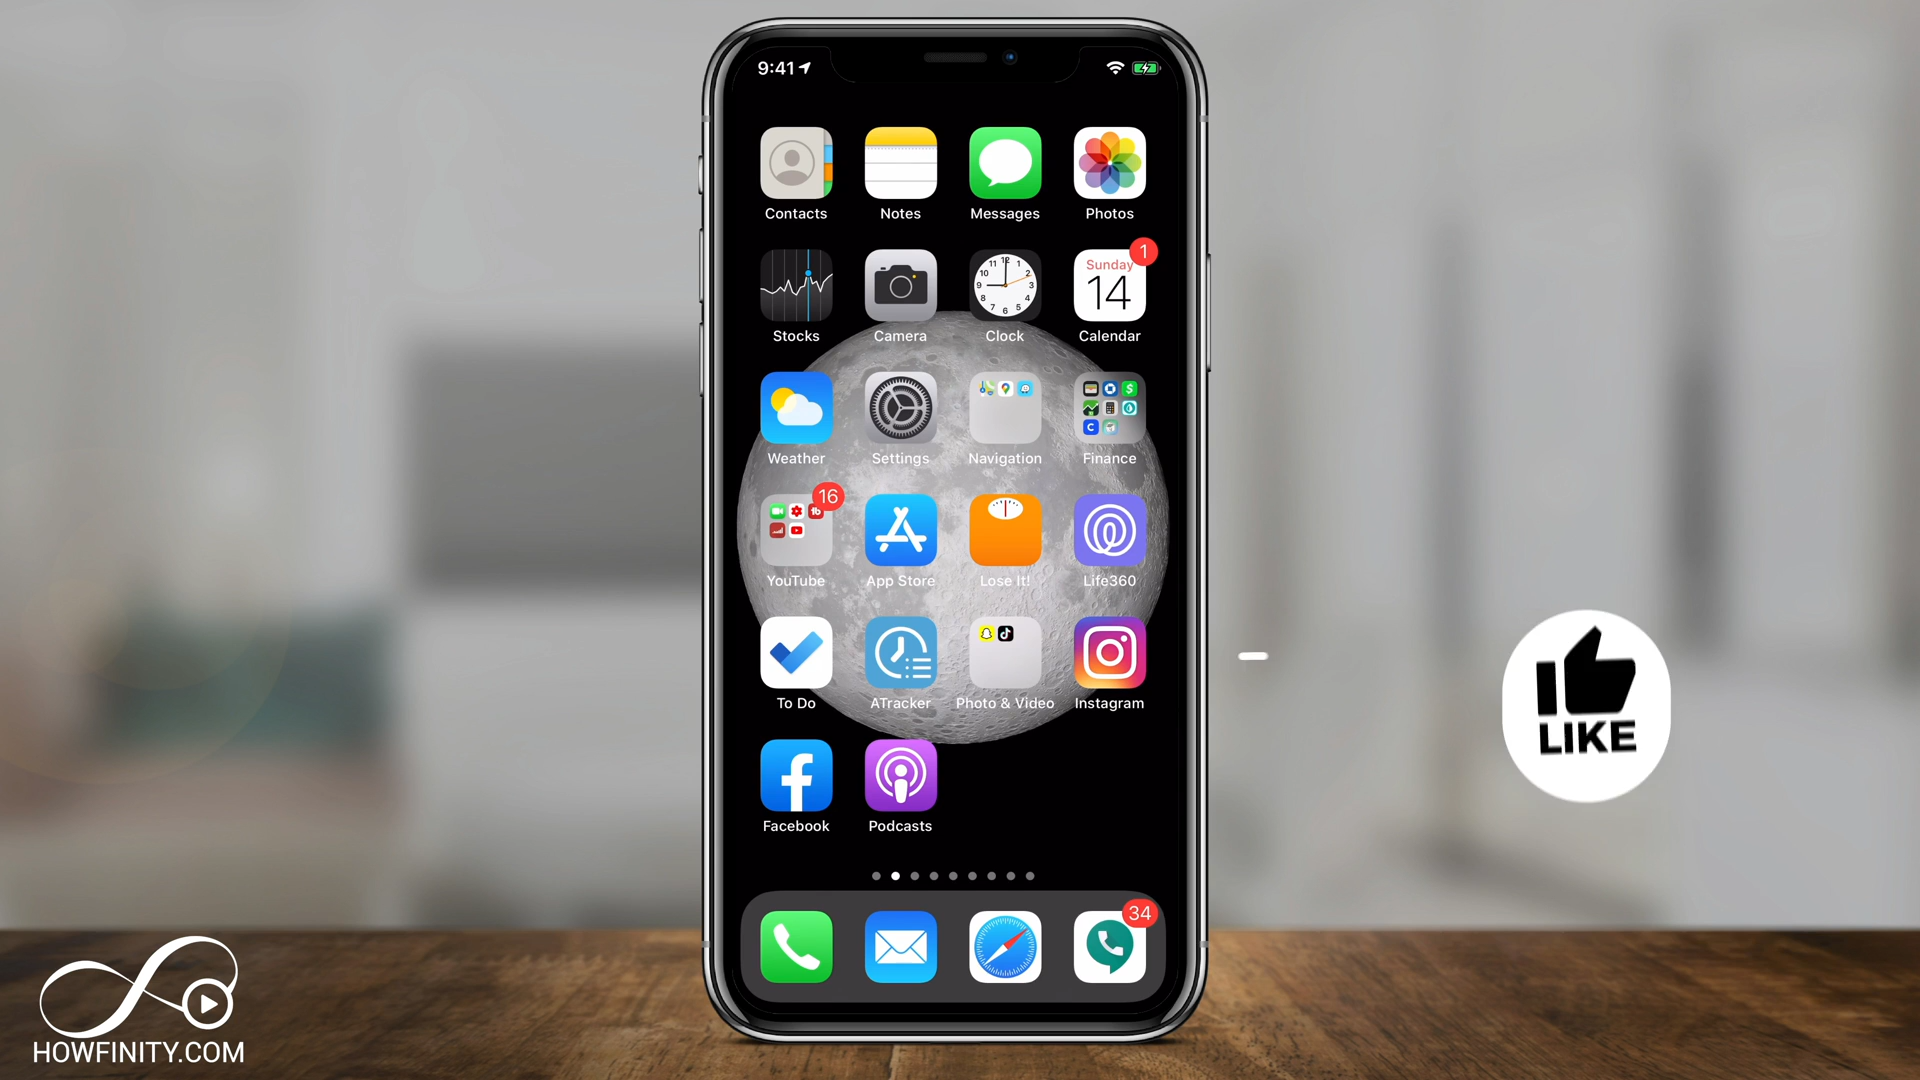 9:41
Contacts Notes Messages Photos
1
Sunday
14
Stocks Camera Clock Calendar
Weather Settings Navigation Finance
16
YouTube App Store Lose It! Life360
To Do ATracker Photo & Video Instagram
Facebook Podcasts
34
LIKE
HOWFINITY.COM